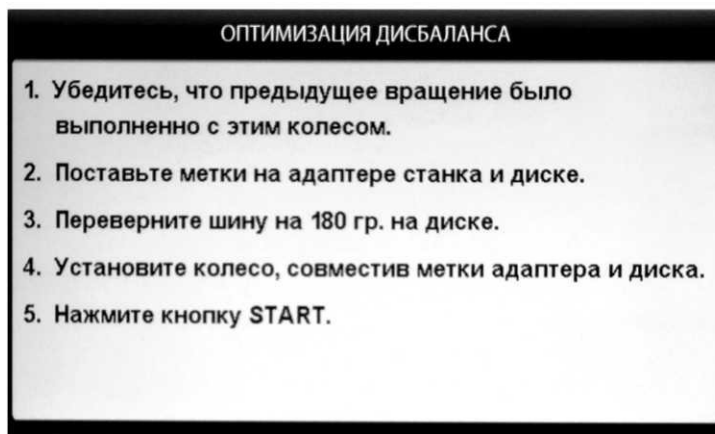 ОПТИМИЗАЦИЯ ДИСБАЛАНСА
1. Убедитесь, что предыдущее вращение было
выполненно с этим колесом.
2. Поставьте метки на адаптере станка и диске.
3. Переверните шину на 180 гр. на диске.
4. Установите колесо, совместив метки адаптера и диска.
5. Нажмите кнопку START.